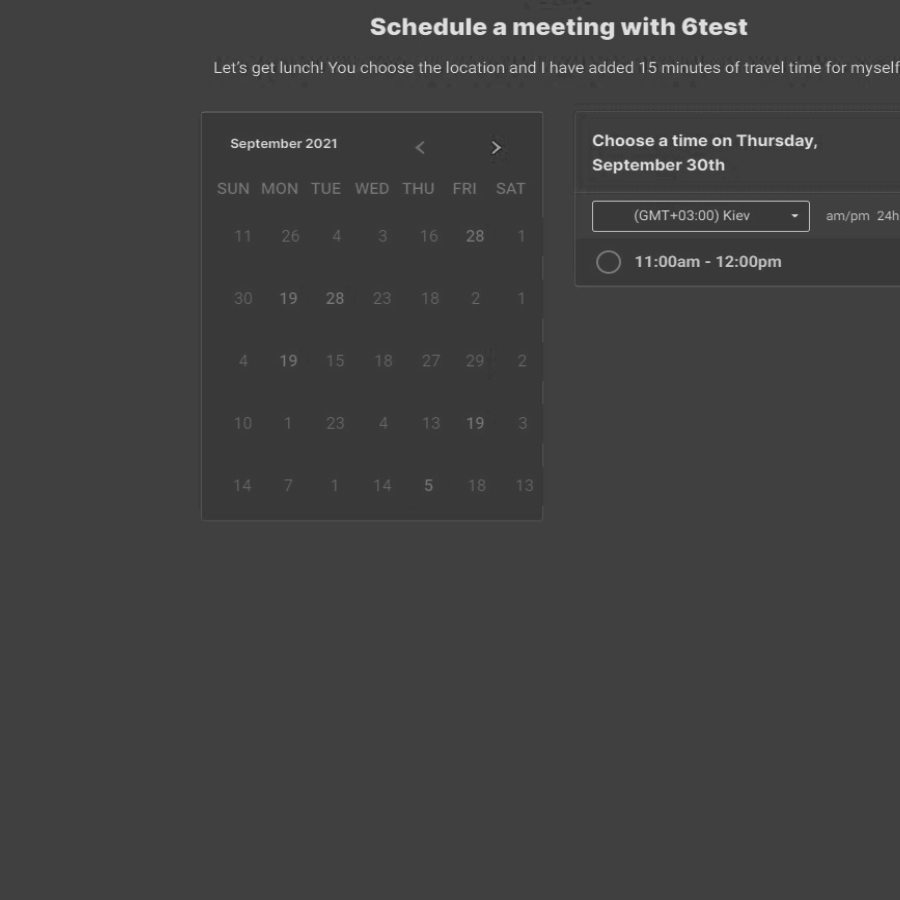 Schedule a meeting with 6test
Let's get lunch! You choose the location and I have added 15 minutes of travel time for myself
September 2021 < >
SUN MON TUE WED THU FRI SAT
11 26 4 3 16 28 1
30 19 28 23 18 2 1
4 19 15 18 27 29 2
10 1 23 4 13 19 3
14 7 1 14 5 18 13
Choose a time on Thursday,
September 30th
(GMT+03:00) Kiev am/pm 24h
11:00am - 12:00pm